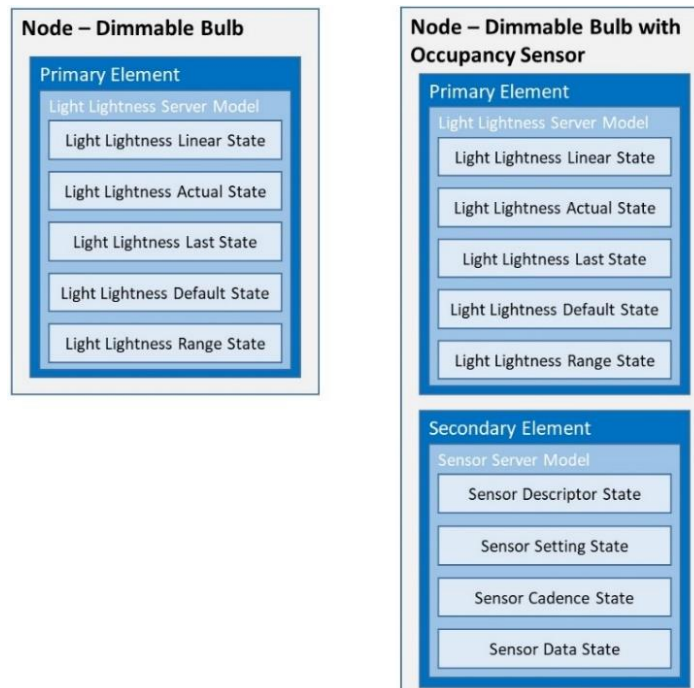 Node – Dimmable Bulb
Primary Element
Light Lightness Server Model
Light Lightness Linear State
Light Lightness Actual State
Light Lightness Last State
Light Lightness Default State
Light Lightness Range State
Node – Dimmable Bulb with
Occupancy Sensor
Primary Element
Light Lightness Server Model
Light Lightness Linear State
Light Lightness Actual State
Light Lightness Last State
Light Lightness Default State
Light Lightness Range State
Secondary Element
Sensor Server Model
Sensor Descriptor State
Sensor Setting State
Sensor Cadence State
Sensor Data State